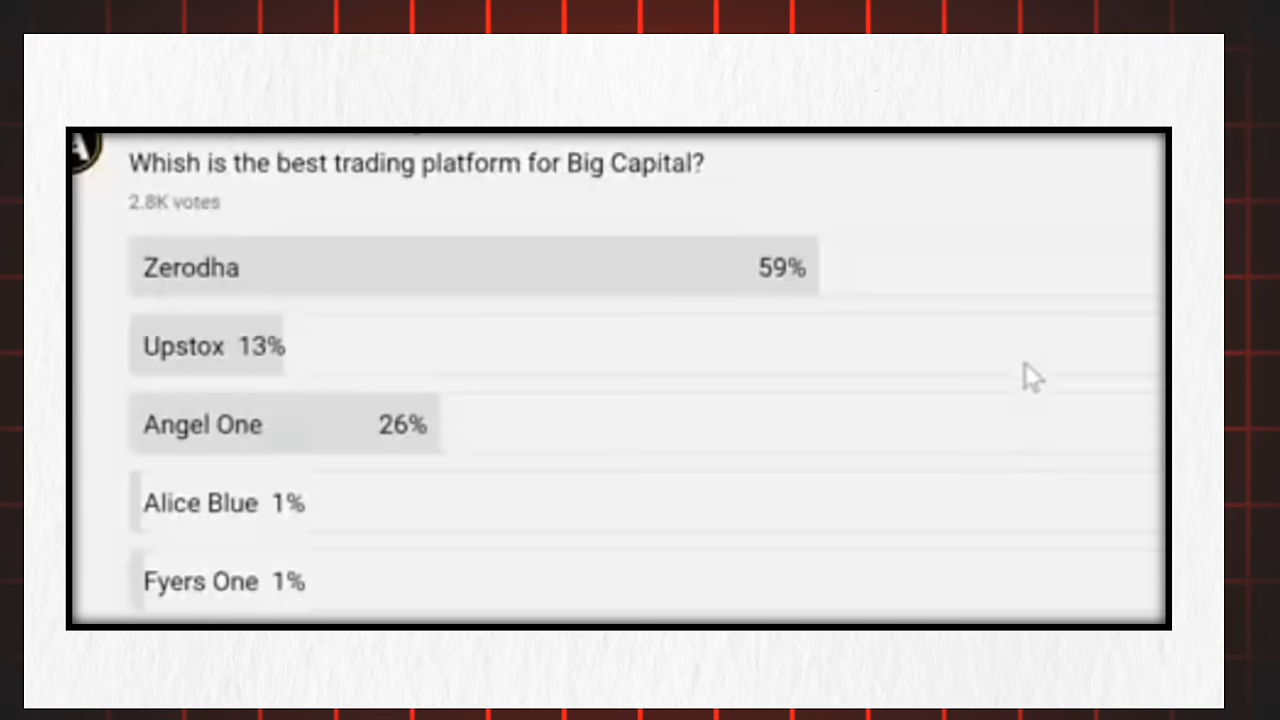 Whish is the best trading platform for Big Capital?
2.8K votes
Zerodha 59%
Upstox 13%
Angel One 26%
Alice Blue 1%
Fyers One 1%